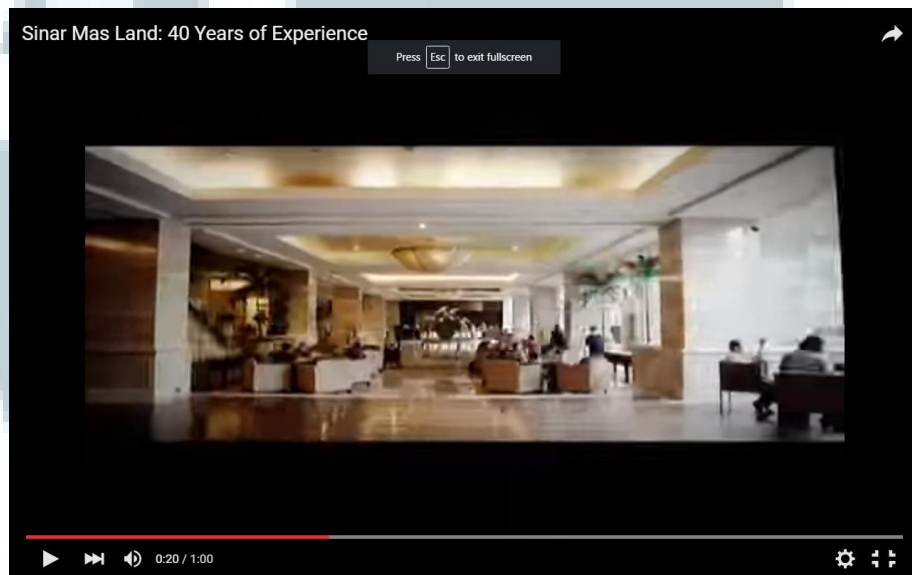 Sinar Mas Land: 40 Years of Experience
Press Esc to exit fullscreen
0:20 / 1:00